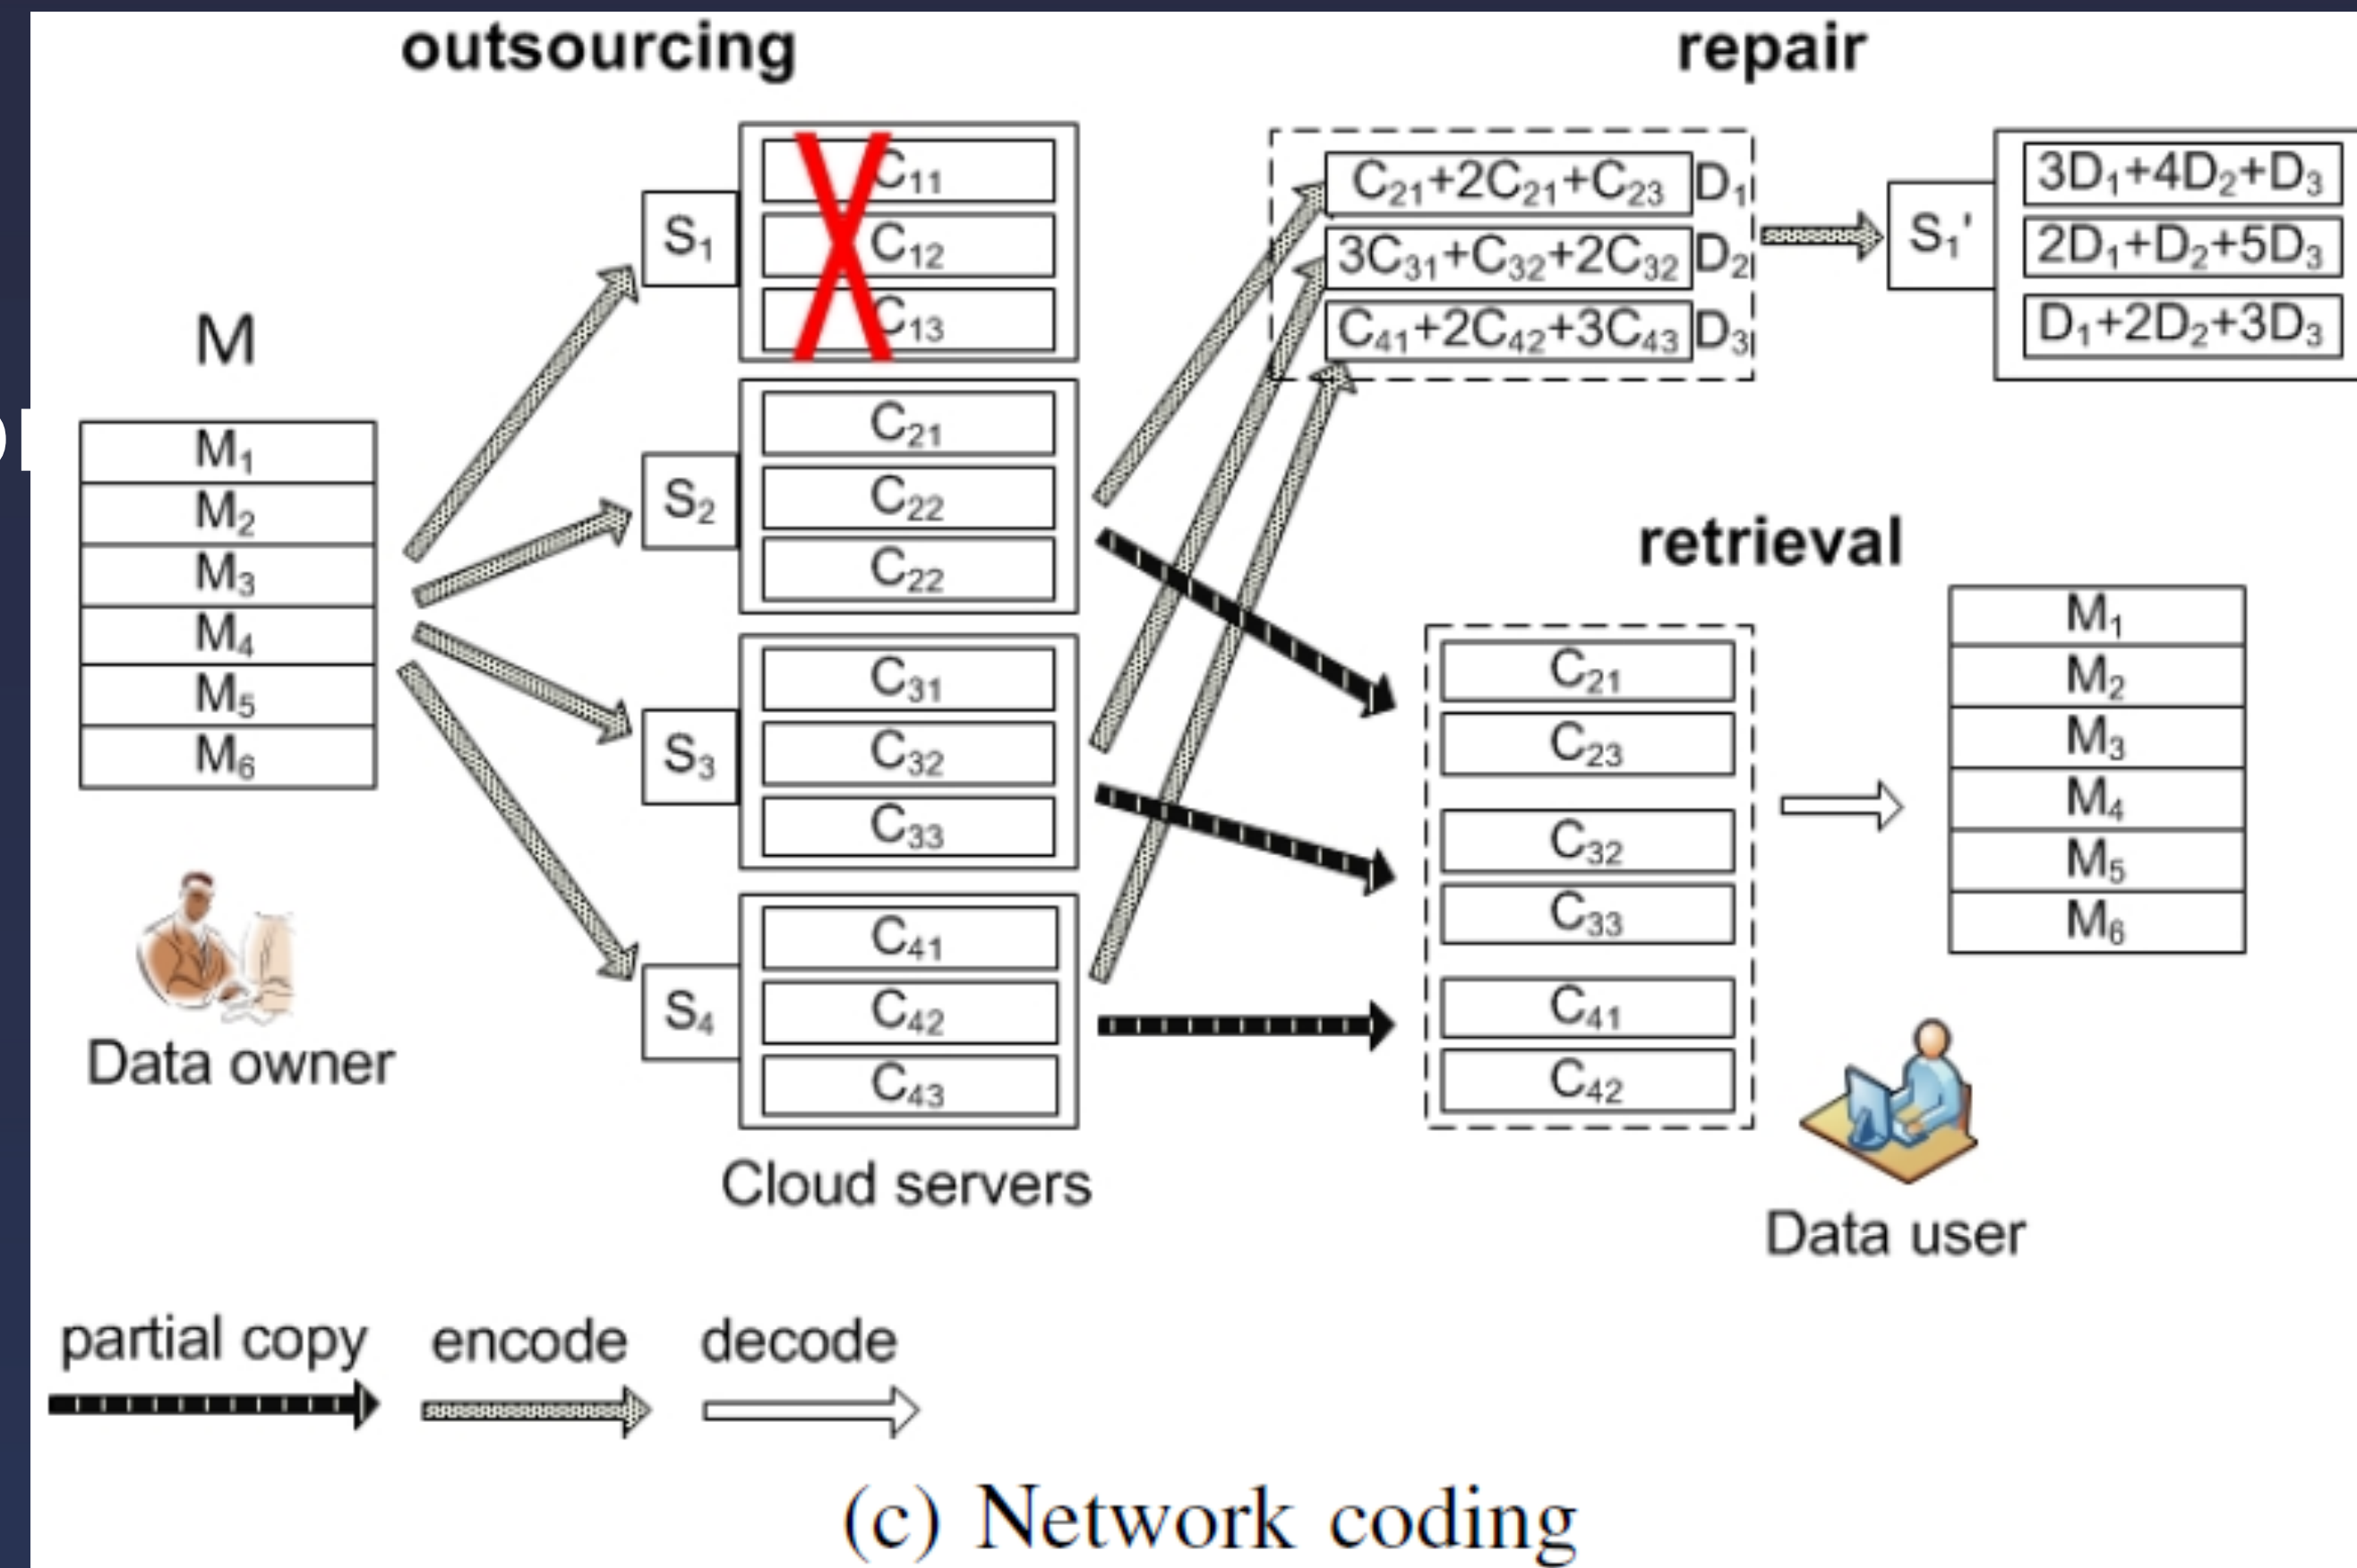 outsourcing
repair
M
M₁
M₂
M₃
M₄
M₅
M₆
Data owner
S₁
C₁₁
C₁₂
C₁₃
S₂
C₂₁
C₂₂
C₂₂
S₃
C₃₁
C₃₂
C₃₃
S₄
C₄₁
C₄₂
C₄₃
Cloud servers
C₂₁+2C₂₁+C₂₃ D₁
3C₃₁+C₃₂+2C₃₂ D₂
C₄₁+2C₄₂+3C₄₃ D₃
S₁'
3D₁+4D₂+D₃
2D₁+D₂+5D₃
D₁+2D₂+3D₃
retrieval
C₂₁
C₂₃
C₃₂
C₃₃
C₄₁
C₄₂
M₁
M₂
M₃
M₄
M₅
M₆
Data user
partial copy encode decode
(c) Network coding